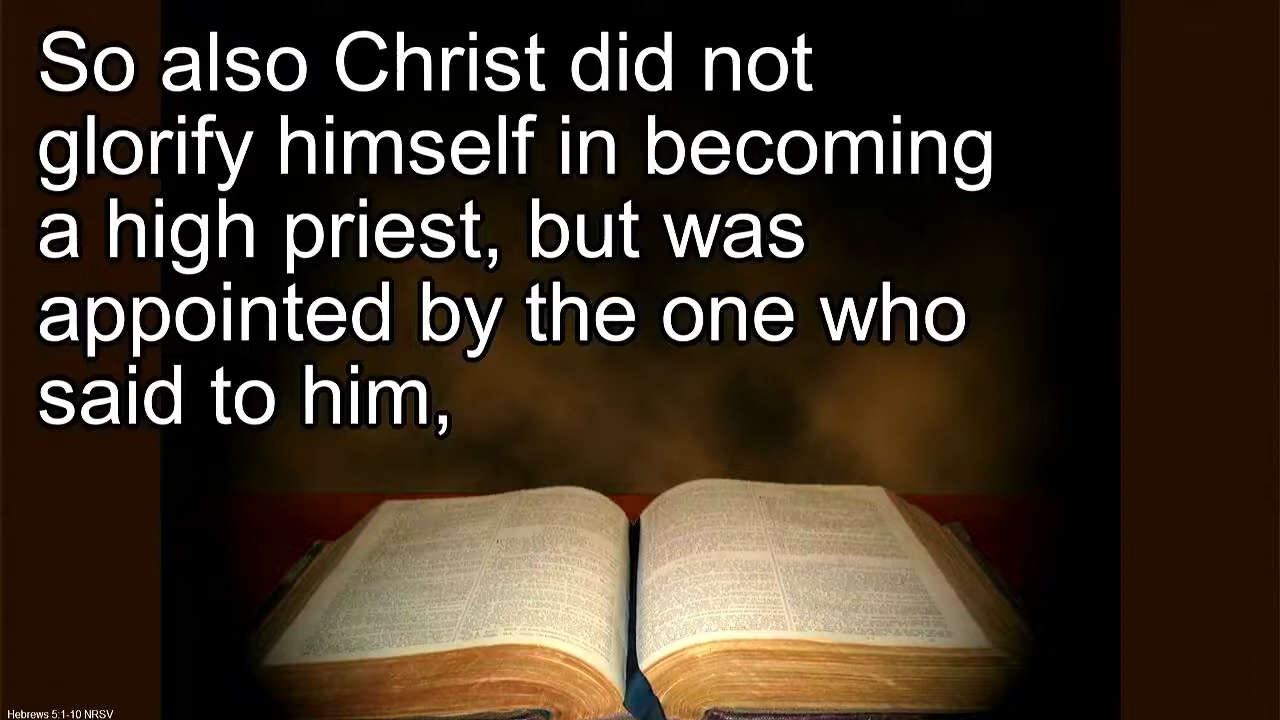 So also Christ did not
glorify himself in becoming
a high priest, but was
appointed by the one who
said to him,
Hebrews 5:1-10 NRSV